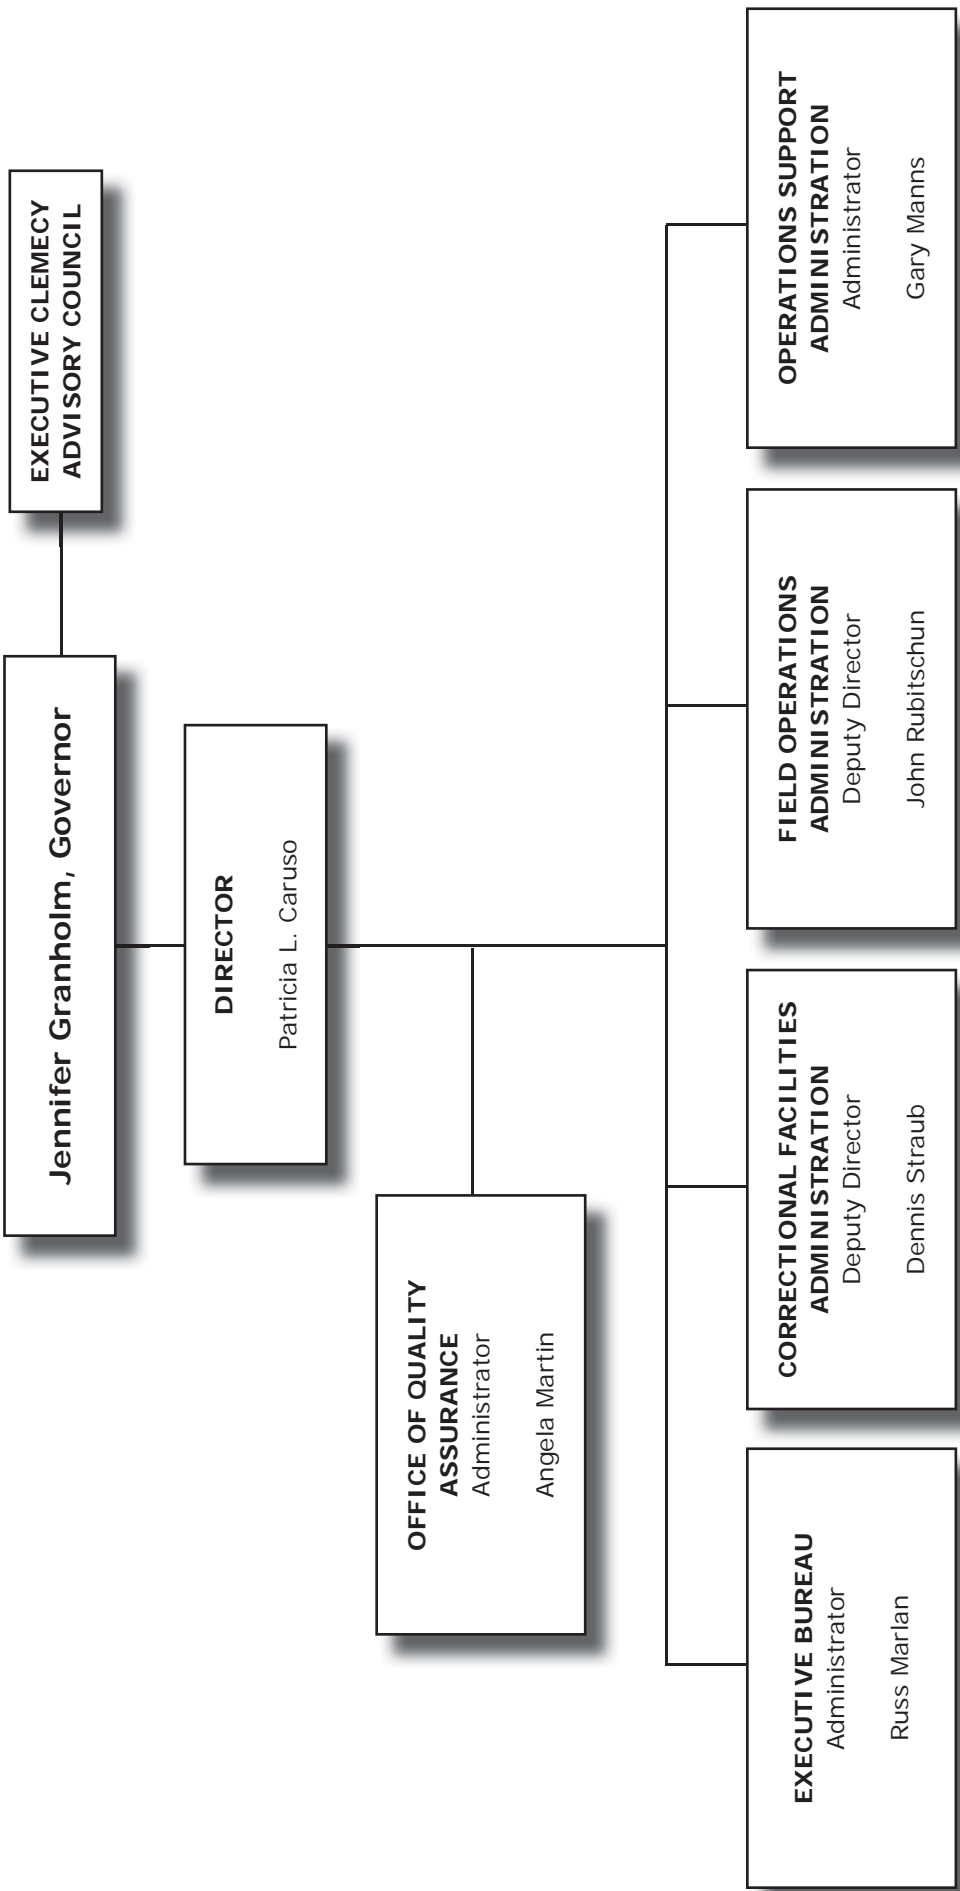 Jennifer Granholm, Governor
EXECUTIVE CLEMECY
ADVISORY COUNCIL
DIRECTOR
Patricia L. Caruso
OFFICE OF QUALITY
ASSURANCE
Administrator
Angela Martin
EXECUTIVE BUREAU
Administrator
Russ Marlan
CORRECTIONAL FACILITIES
ADMINISTRATION
Deputy Director
Dennis Straub
FIELD OPERATIONS
ADMINISTRATION
Deputy Director
John Rubitschun
OPERATIONS SUPPORT
ADMINISTRATION
Administrator
Gary Manns